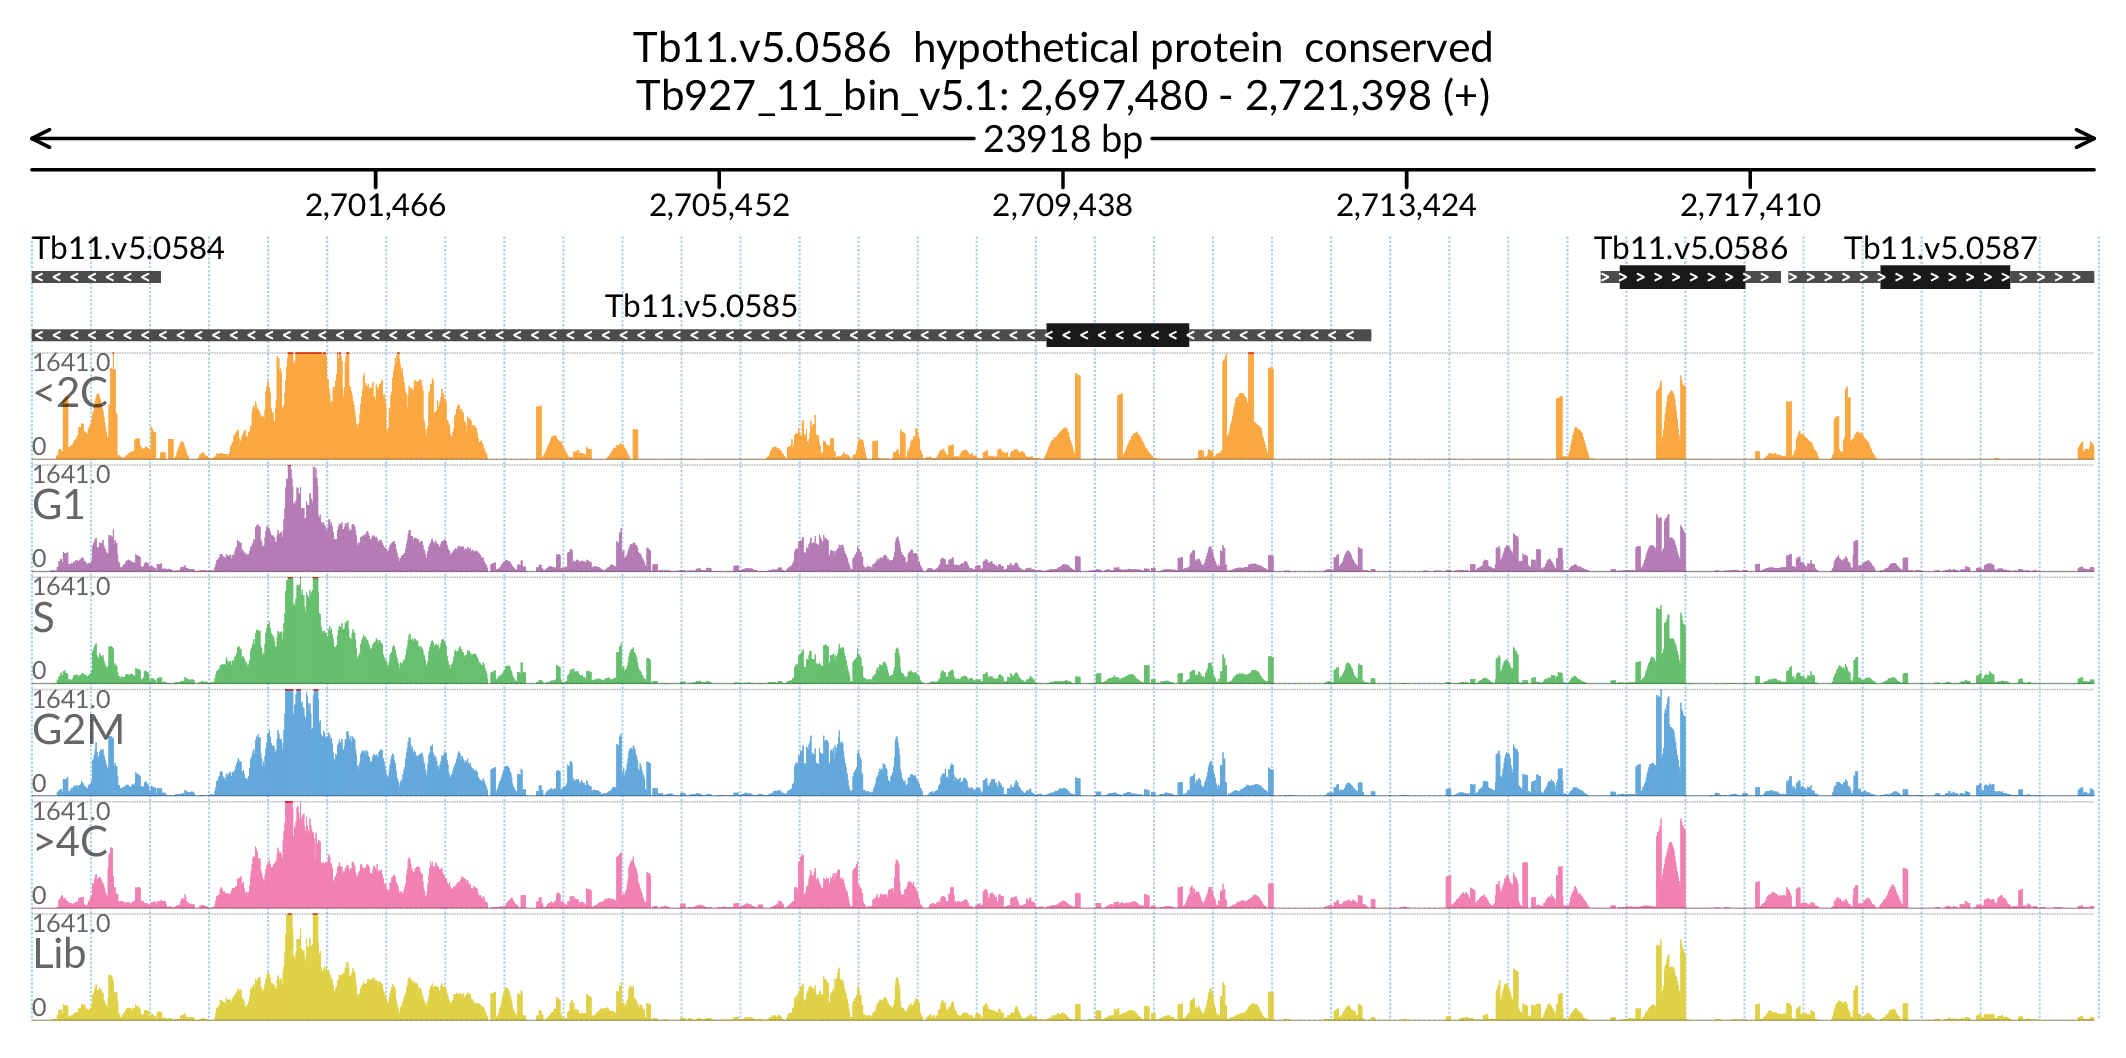 Tb11.v5.0586 hypothetical protein conserved
Tb927_11_bin_v5.1: 2,697,480 - 2,721,398 (+)
23918 bp
2,701,466 2,705,452 2,709,438 2,713,424 2,717,410
Tb11.v5.0584 Tb11.v5.0586 Tb11.v5.0587
Tb11.v5.0585
1641.0
<2C
0
1641.0
G1
0
1641.0
S
0
1641.0
G2M
0
1641.0
>4C
0
1641.0
Lib
0